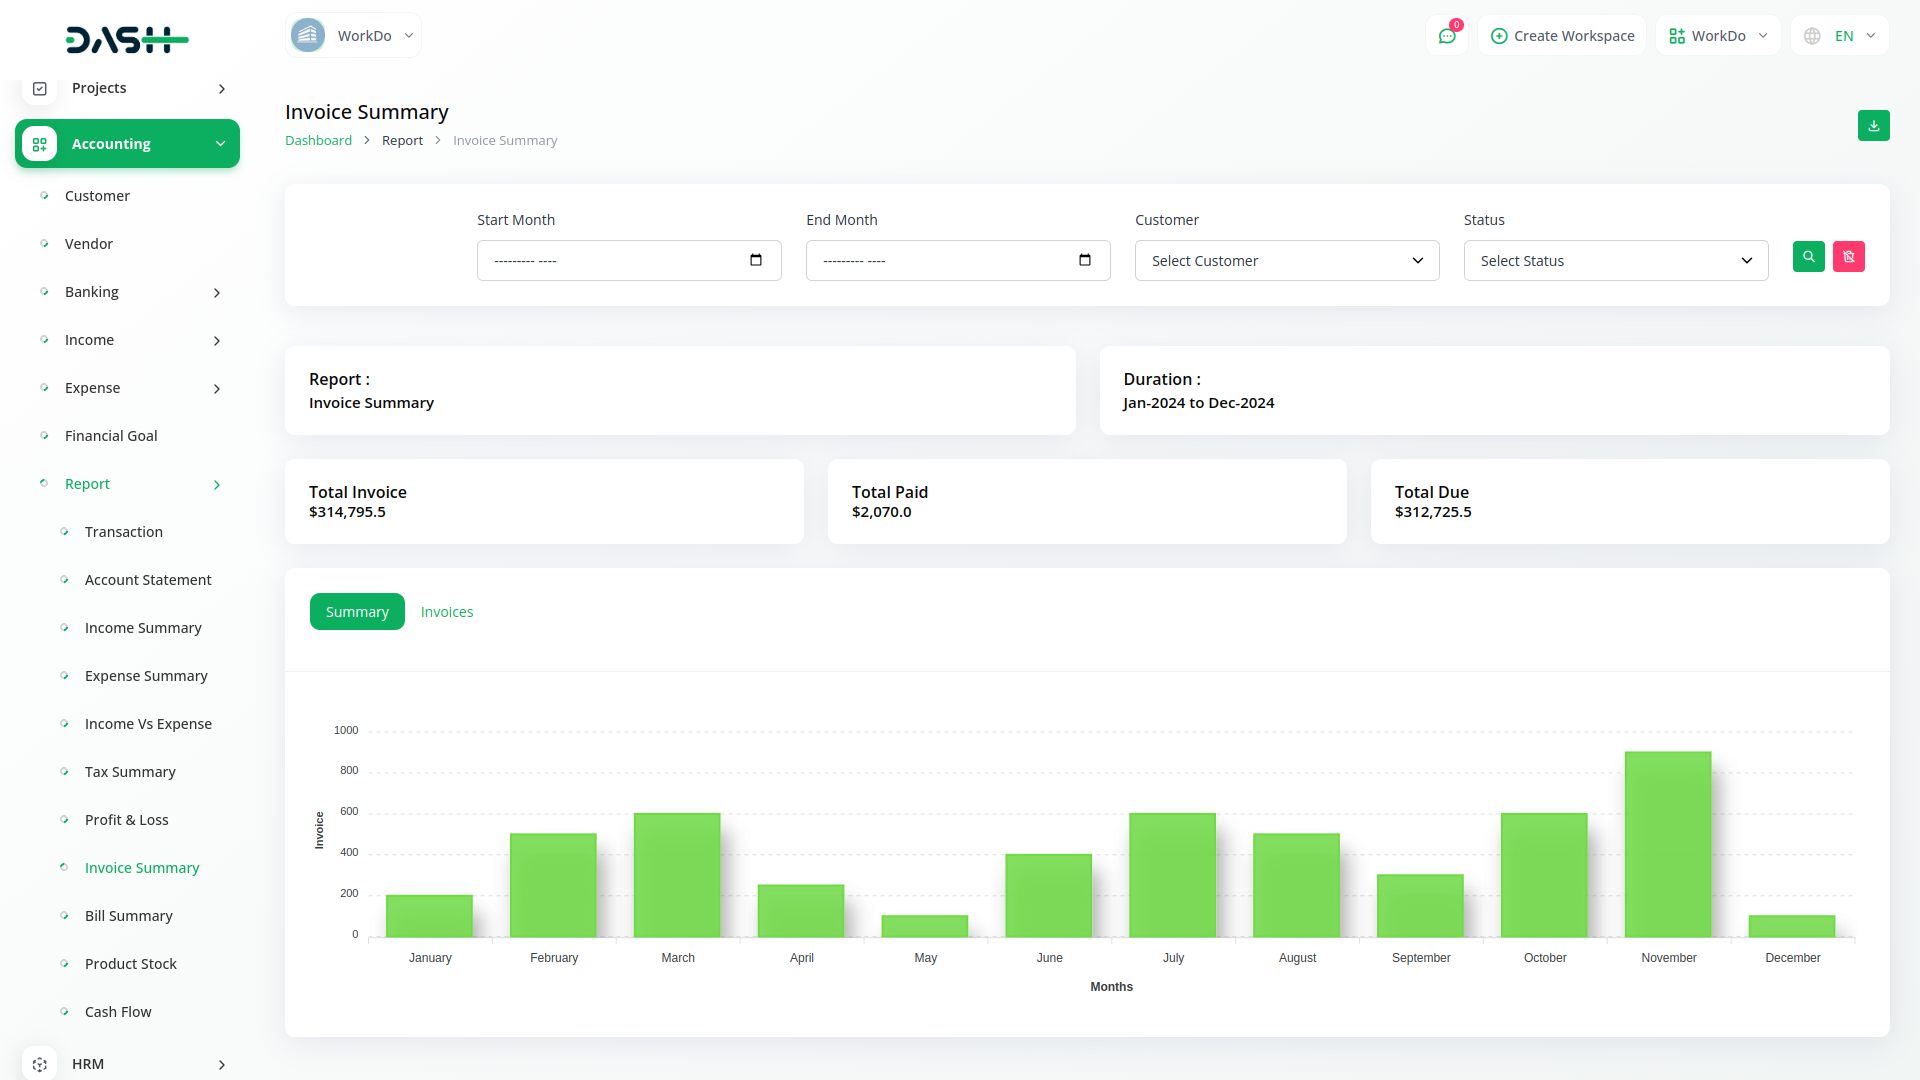 DASH
WorkDo
0
Create Workspace
WorkDo
EN
Projects
Accounting
Customer
Vendor
Banking
Income
Expense
Financial Goal
Report
Transaction
Account Statement
Income Summary
Expense Summary
Income Vs Expense
Tax Summary
Profit & Loss
Invoice Summary
Bill Summary
Product Stock
Cash Flow
HRM
Invoice Summary
Dashboard > Report > Invoice Summary
Start Month
--------- ----
End Month
--------- ----
Customer
Select Customer
Status
Select Status
Report :
Invoice Summary
Duration :
Jan-2024 to Dec-2024
Total Invoice
$314,795.5
Total Paid
$2,070.0
Total Due
$312,725.5
Summary
Invoices
Invoice
1000
800
600
400
200
0
January February March April May June July August September October November December
Months